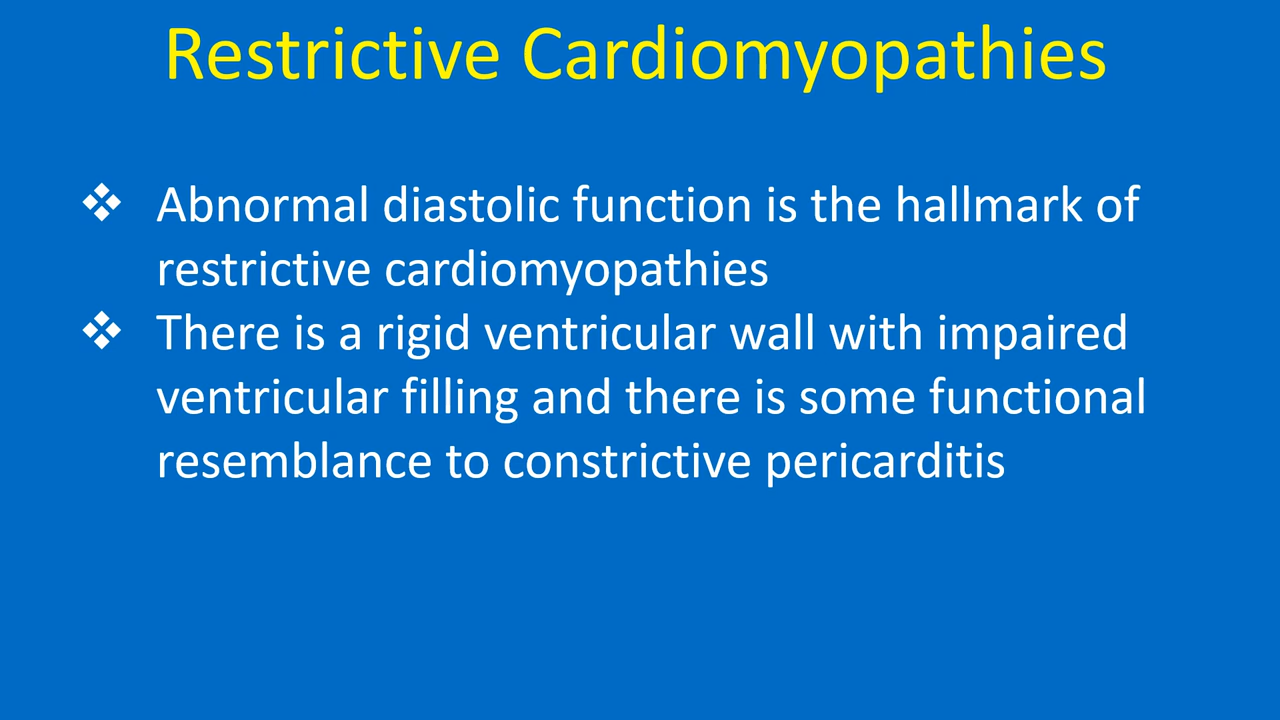 Restrictive Cardiomyopathies
❖ Abnormal diastolic function is the hallmark of
restrictive cardiomyopathies
❖ There is a rigid ventricular wall with impaired
ventricular filling and there is some functional
resemblance to constrictive pericarditis